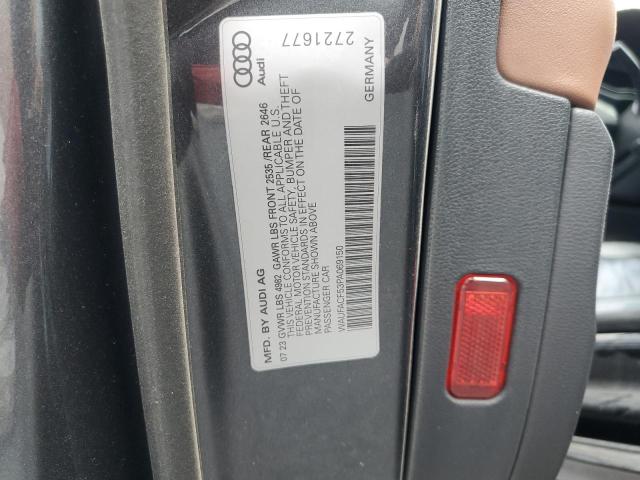 MFD. BY AUDI AG
07 23 GVWR LBS 4982 GAWR LBS FRONT 2535/REAR 2646
THIS VEHICLE CONFORMS TO ALL APPLICABLE U.S.
FEDERAL MOTOR VEHICLE SAFETY, BUMPER AND THEFT
PREVENTION STANDARDS IN EFFECT ON THE DATE OF
MANUFACTURE SHOWN ABOVE
PASSENGER CAR
WAUFACF53PA069150
Audi
2721677
GERMANY